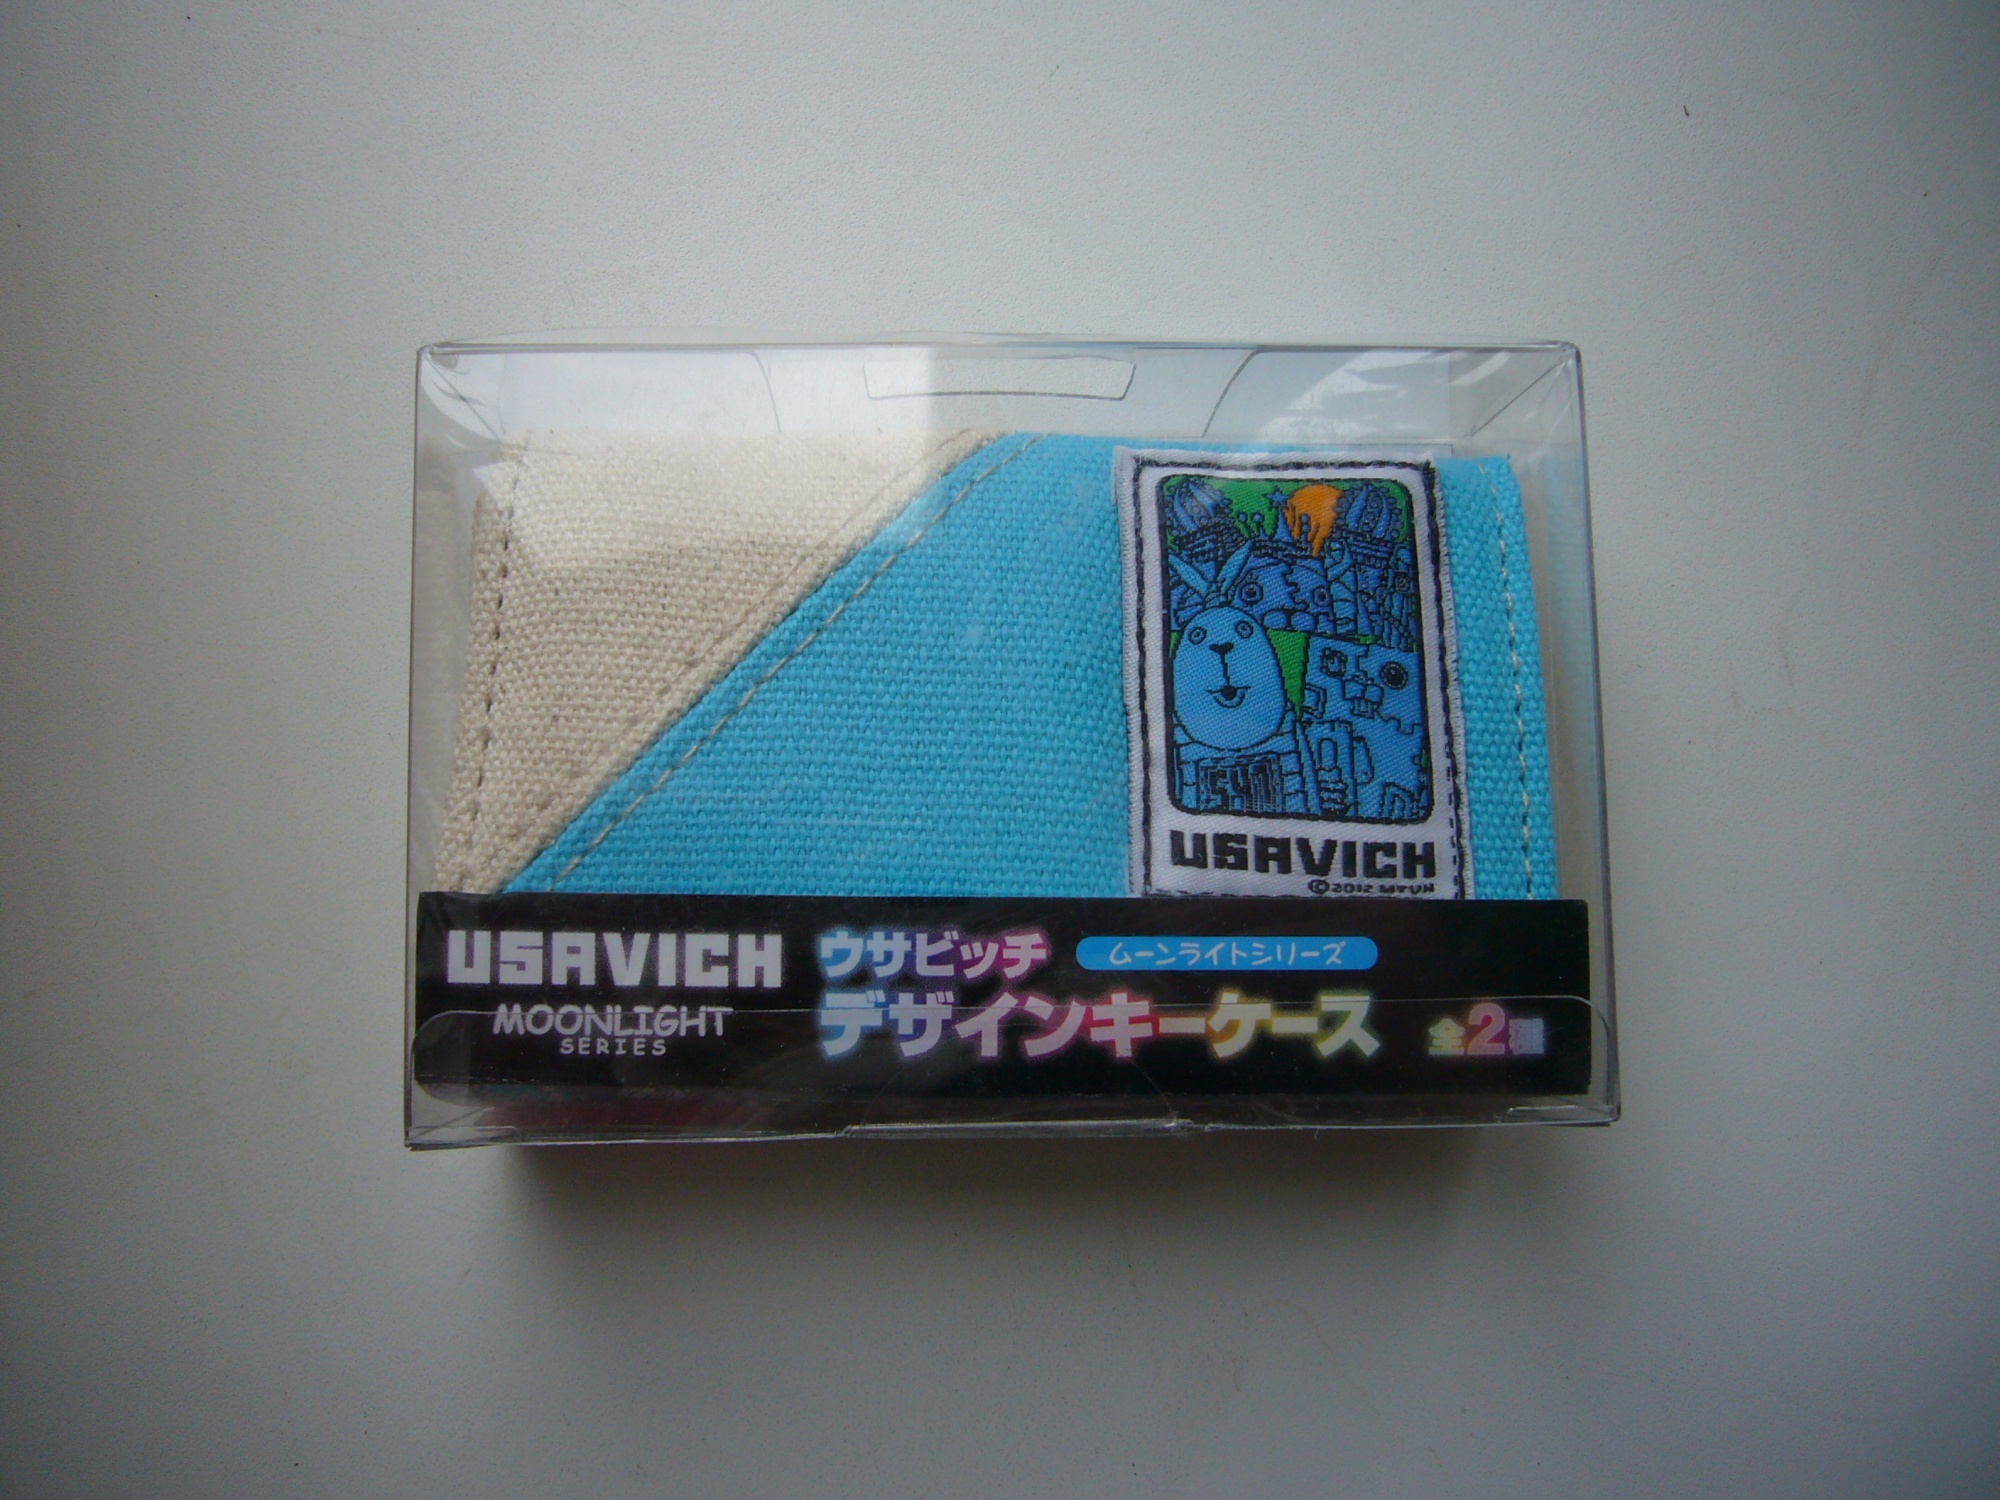 541
USAVICH
©2012 MTVN
USAVICH
MOONLIGHT
SERIES
ウサビッチ
ムーンライトシリーズ
デザインキーケース
全2種